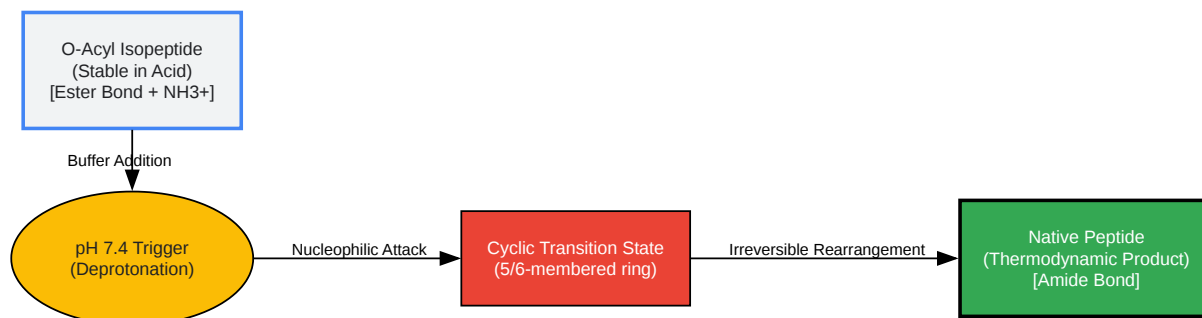 O-Acyl Isopeptide
(Stable in Acid)
[Ester Bond + NH3+]
Buffer Addition
pH 7.4 Trigger
(Deprotonation)
Nucleophilic Attack
Cyclic Transition State
(5/6-membered ring)
Irreversible Rearrangement
Native Peptide
(Thermodynamic Product)
[Amide Bond]